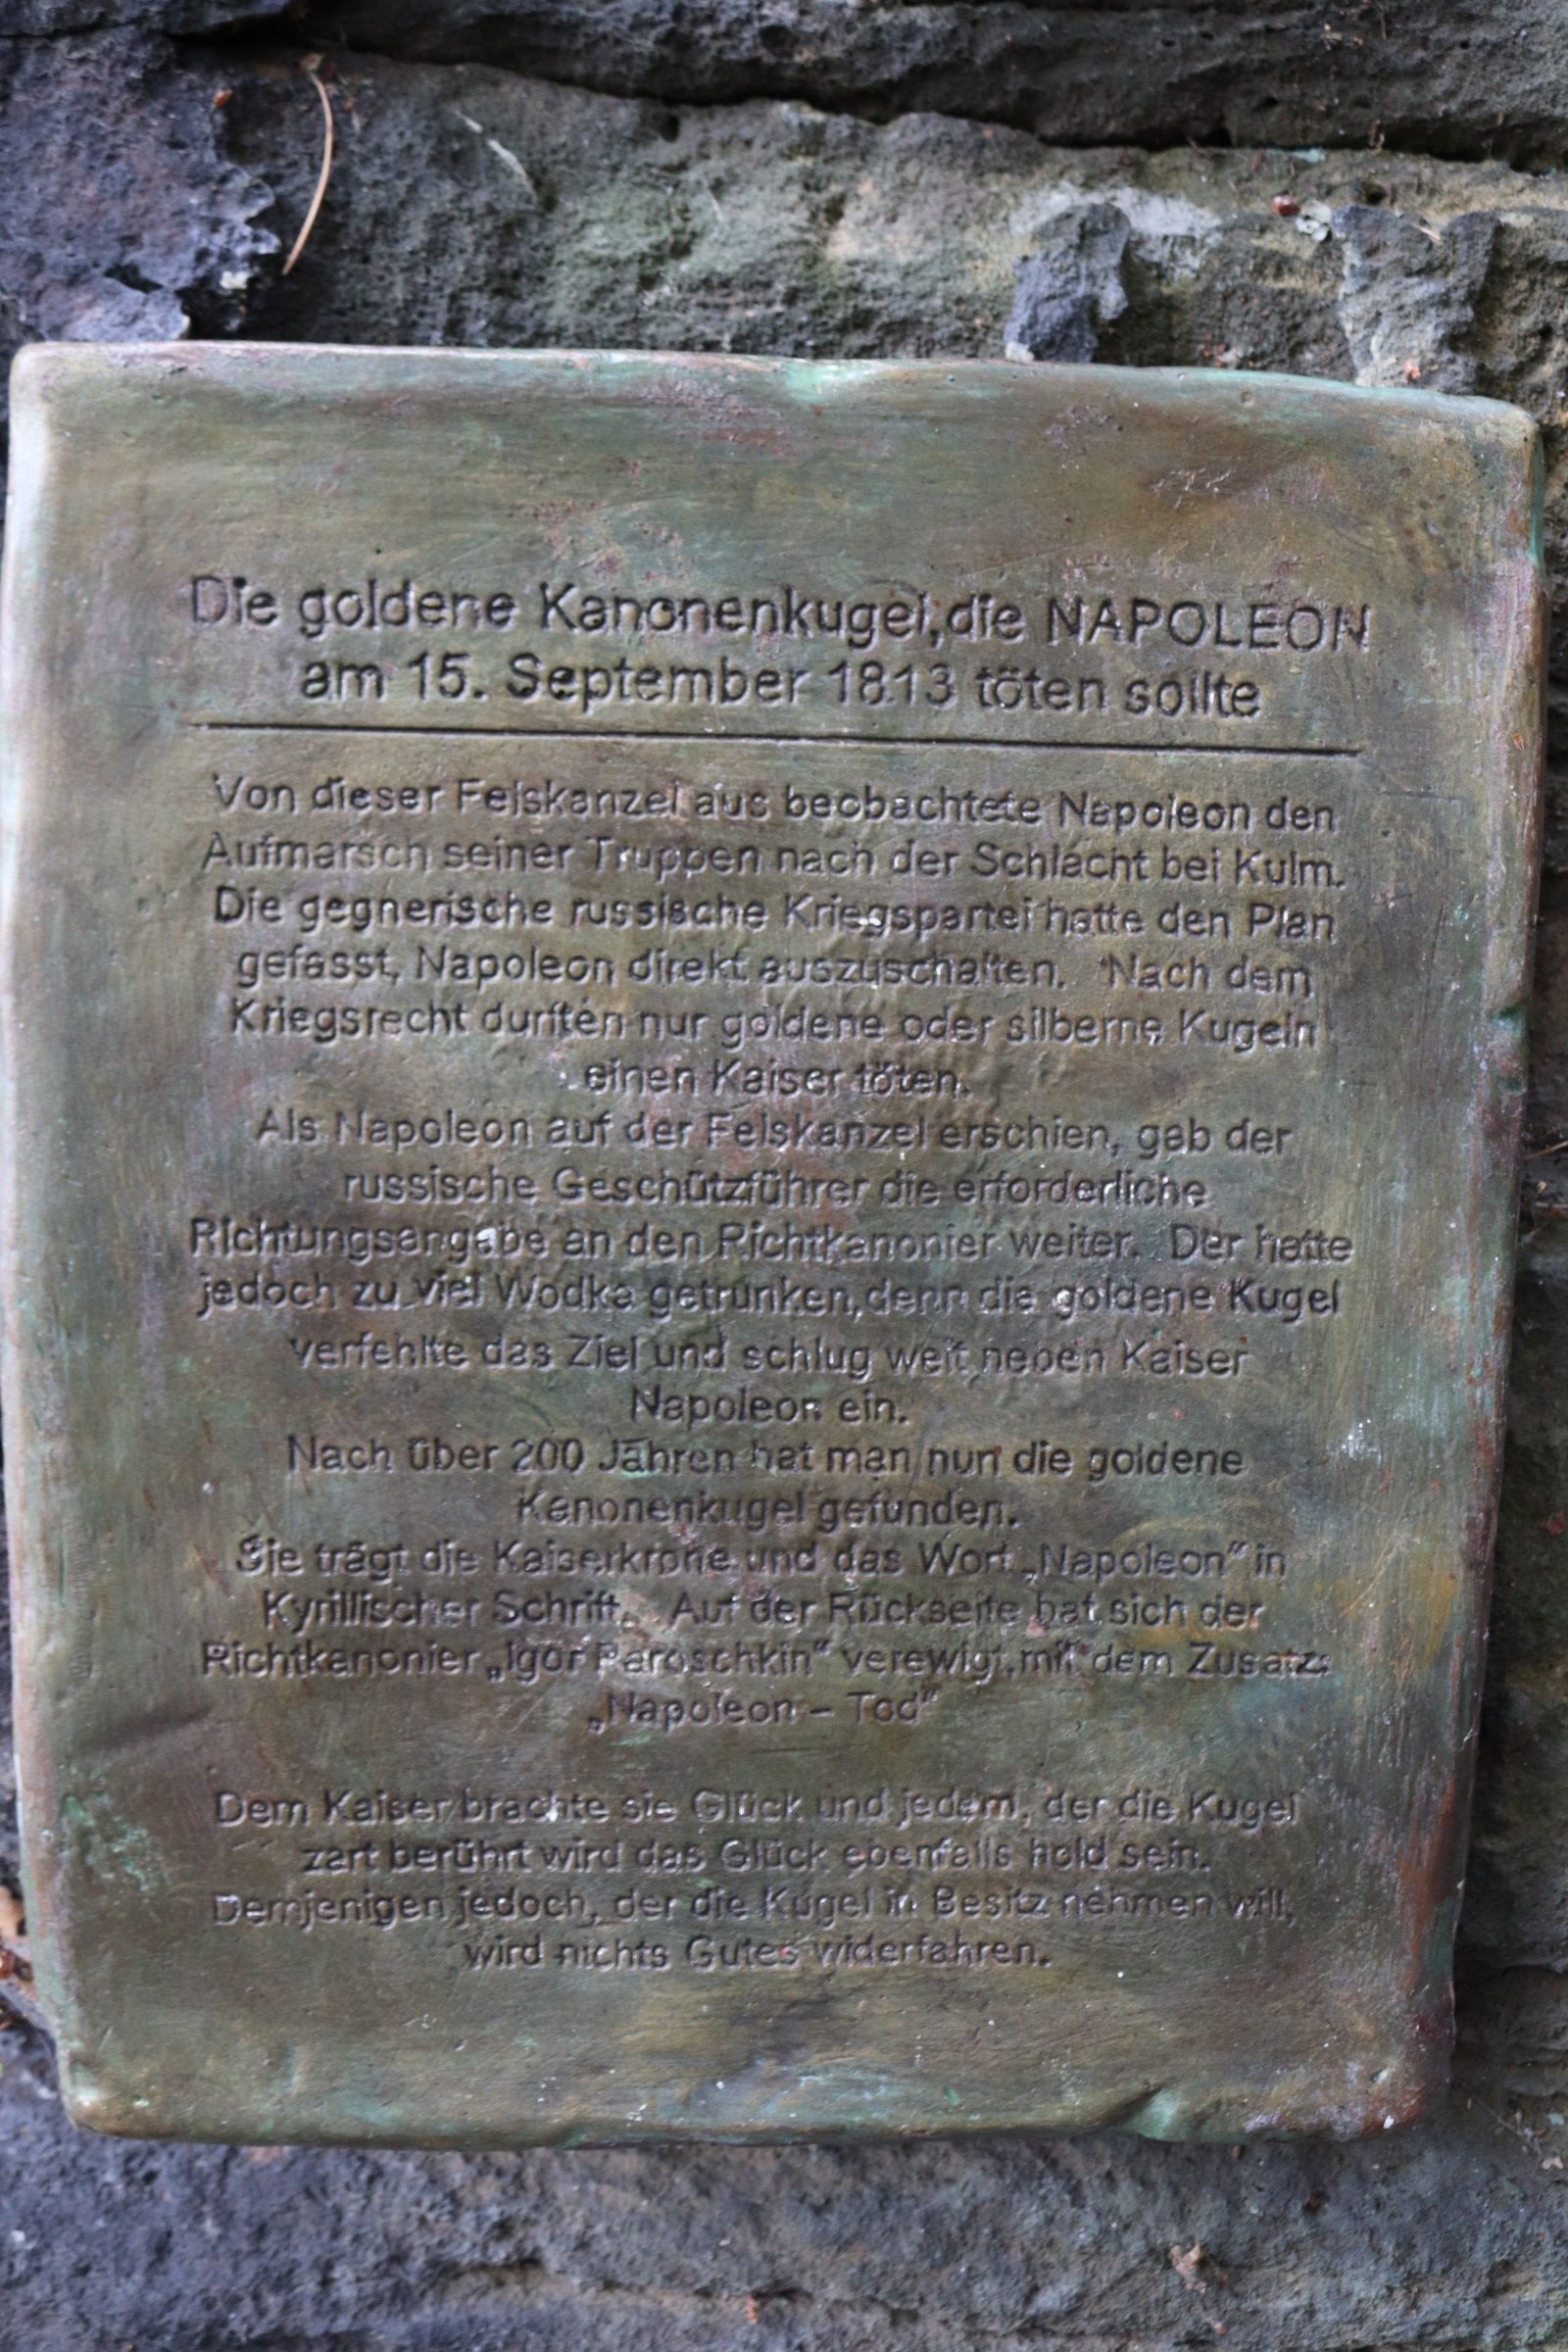 Die goldene Kanonenkugel,die NAPOLEON
am 15. September 1813 töten sollte
Von dieser Felskanzel aus beobachtete Napoleon den
Aufmarsch seiner Truppen nach der Schlacht bei Kulm.
Die gegnerische russische Kriegspartei hatte den Plan
gefasst, Napoleon direkt auszuschalten. Nach dem
Kriegsrecht durften nur goldene oder silberne Kugeln
einen Kaiser töten.
Als Napoleon auf der Felskanzel erschien, gab der
russische Geschützführer die erforderliche
Richtungsangabe an den Richtkanonier weiter. Der hatte
jedoch zu viel Wodka getrunken,denn die goldene Kugel
verfehlte das Ziel und schlug weit neben Kaiser
Napoleon ein.
Nach über 200 Jahren hat man nun die goldene
Kanonenkugel gefunden.
Sie trägt die Kaiserkrone und das Wort „Napoleon“ in
Kyrillischer Schrift. Auf der Rückseite hat sich der
Richtkanonier „Igor Paroschkin“ verewigt,mit dem Zusatz:
„Napoleon – Tod“
Dem Kaiser brachte sie Glück und jedem, der die Kugel
zart berührt wird das Glück ebenfalls hold sein.
Demjenigen jedoch, der die Kugel in Besitz nehmen will,
wird nichts Gutes widerfahren.